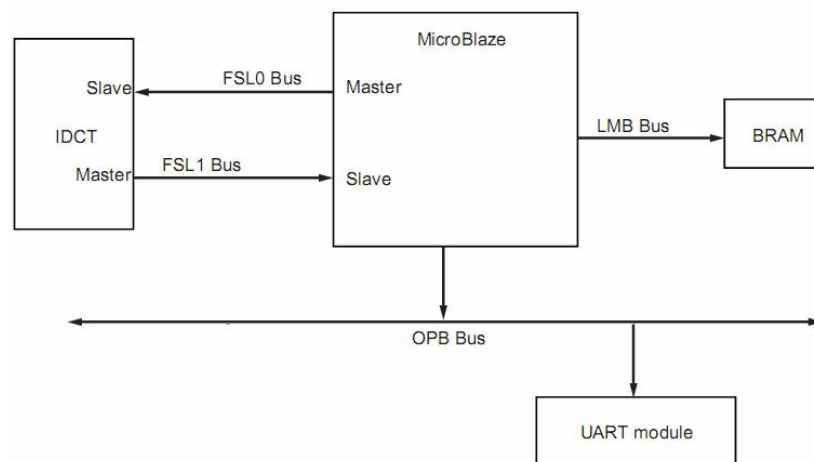 MicroBlaze
FSL0 Bus
Slave
Master
LMB Bus
IDCT
BRAM
FSL1 Bus
Master
Slave
OPB Bus
UART module